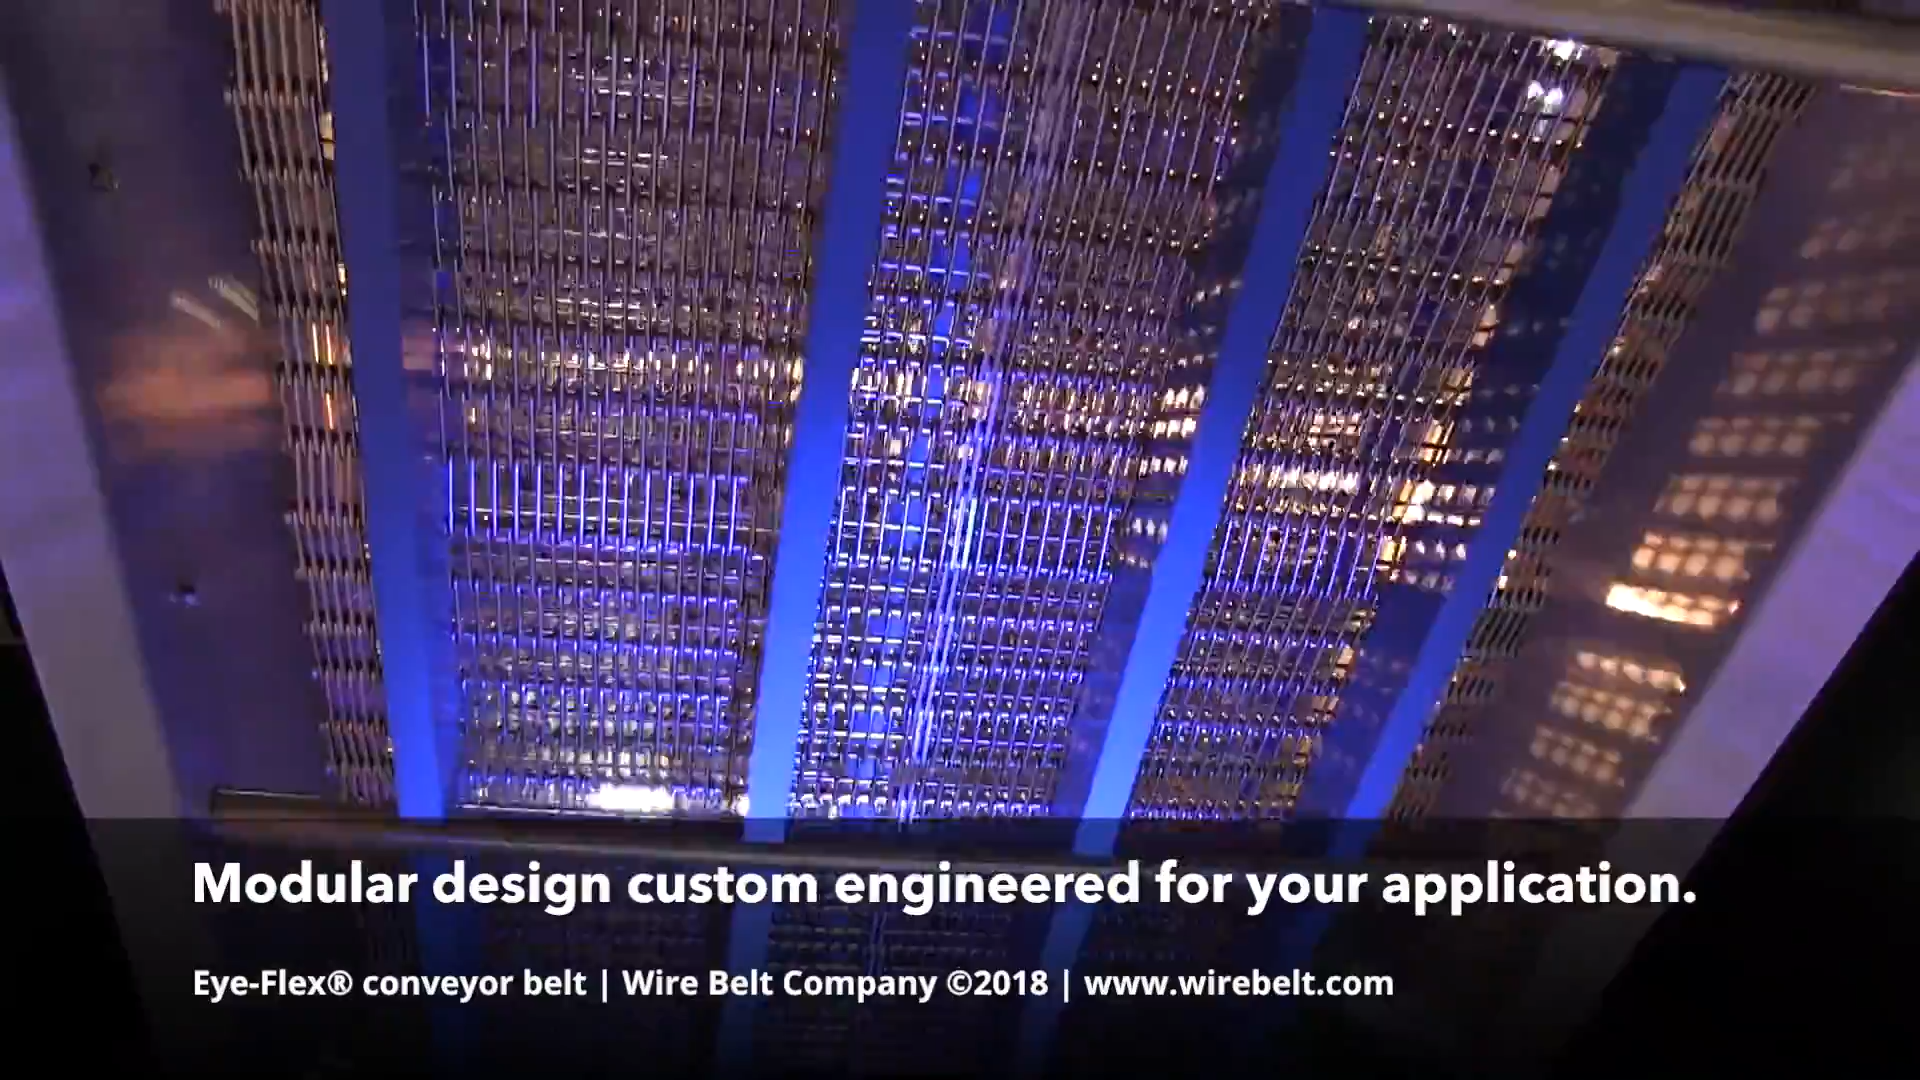 Modular design custom engineered for your application.
Eye-Flex® conveyor belt | Wire Belt Company ©2018 | www.wirebelt.com